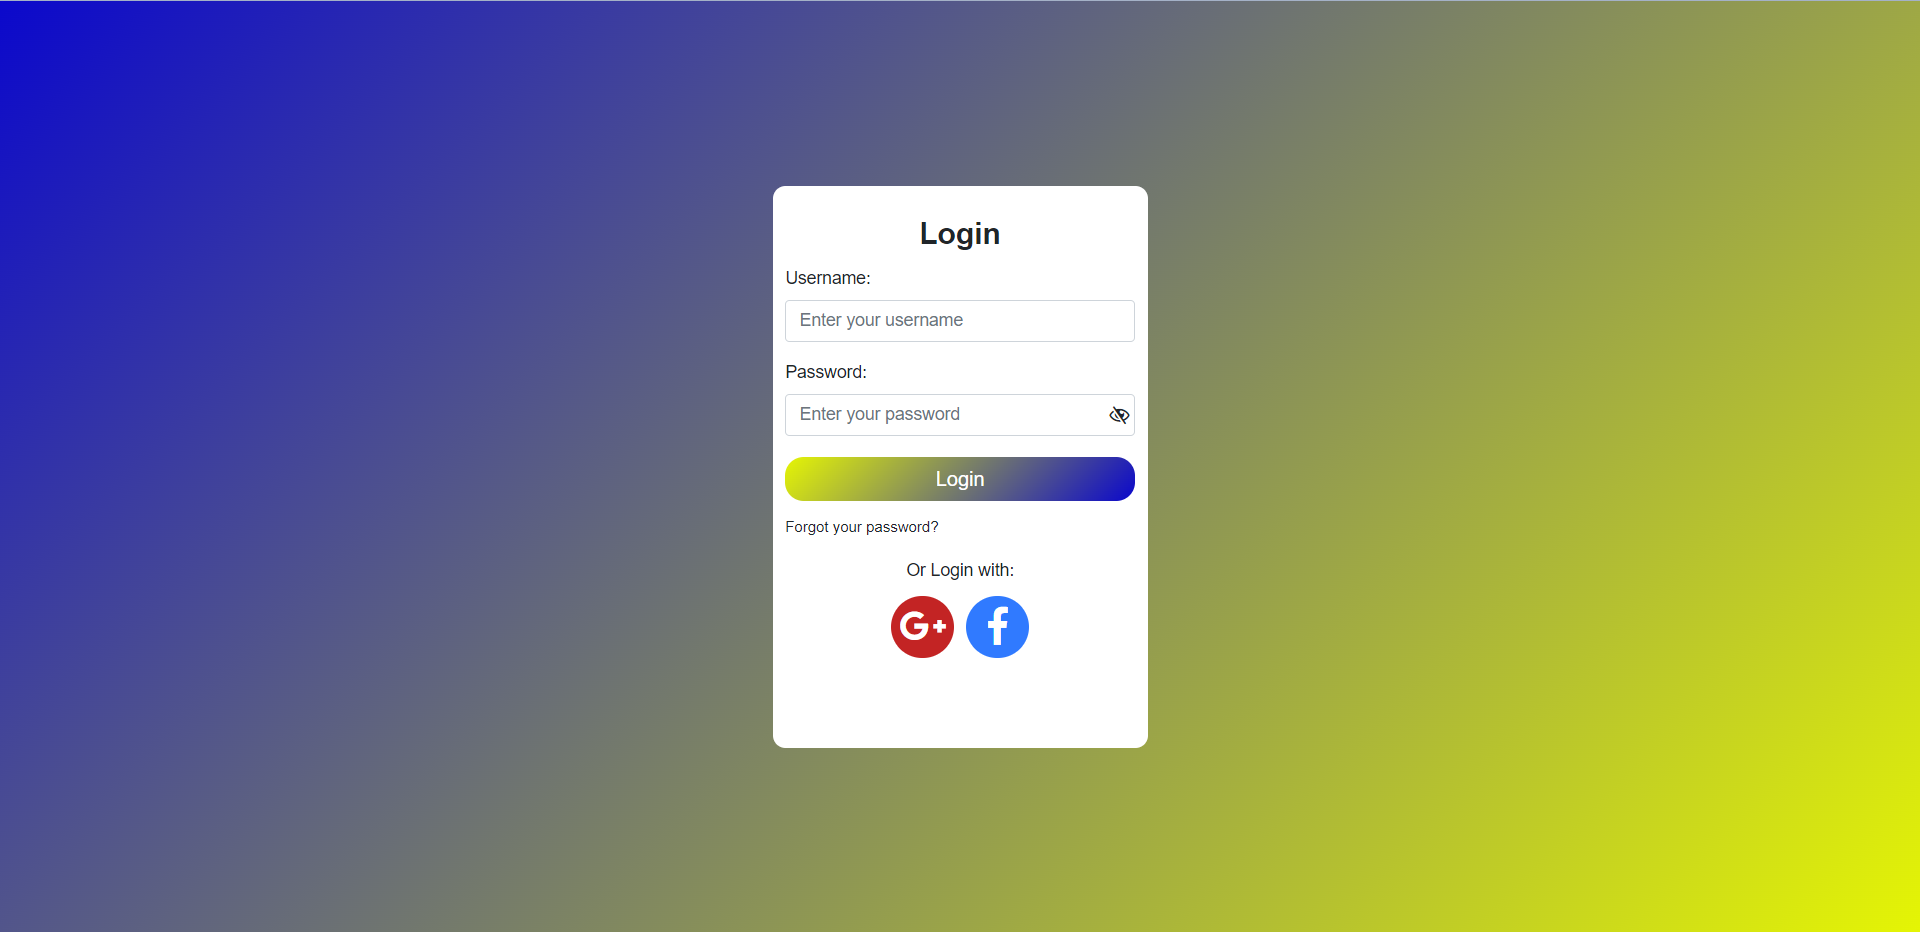 Login
Username:
Enter your username
Password:
Enter your password
Login
Forgot your password?
Or Login with:
G+ f